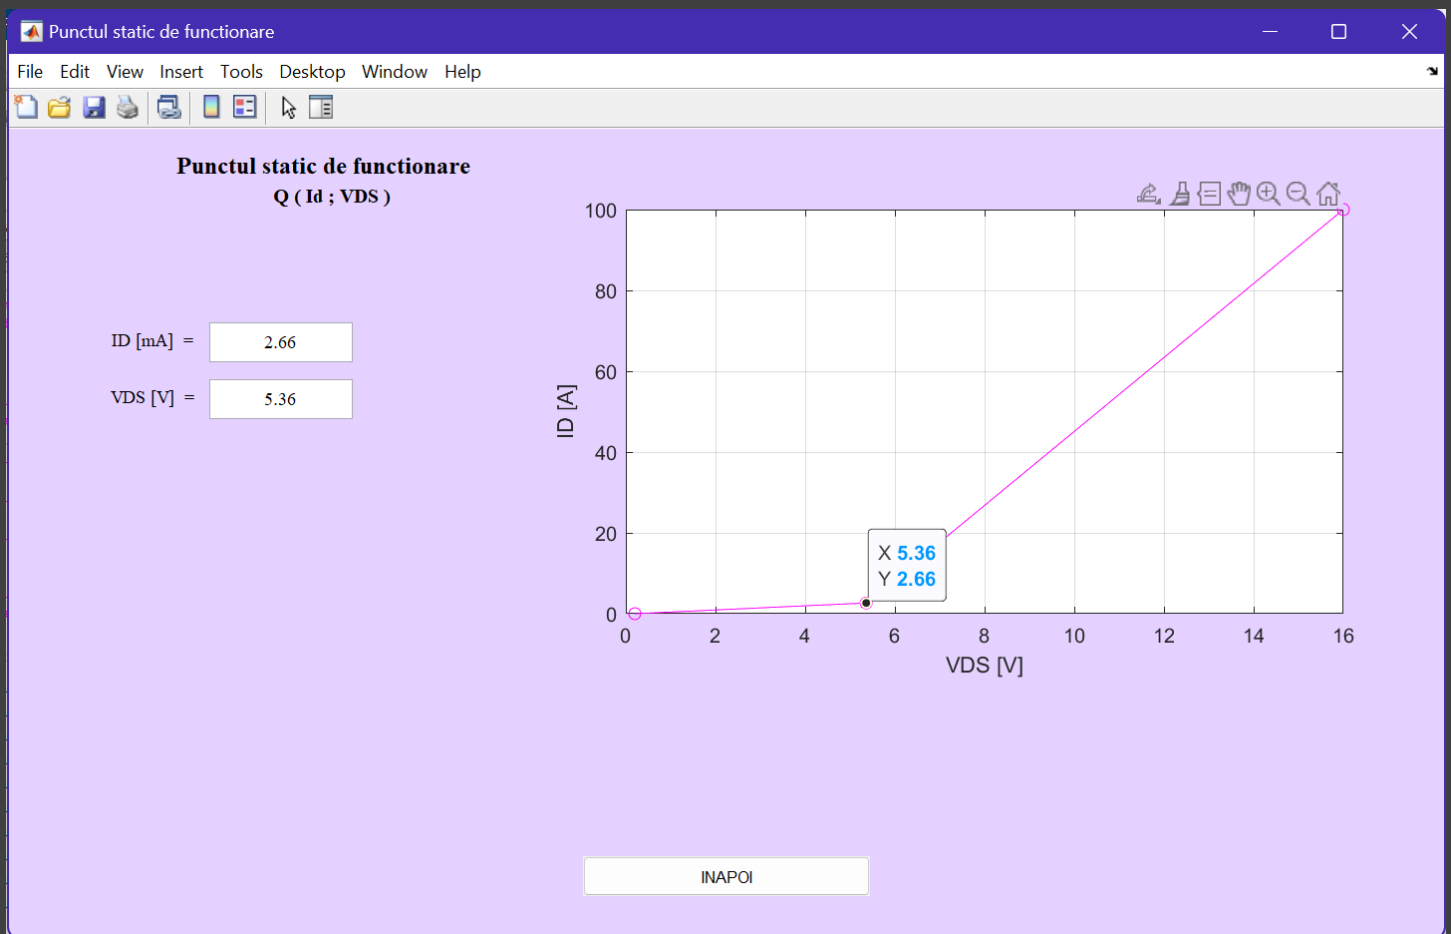 Punctul static de functionare
File Edit View Insert Tools Desktop Window Help
Punctul static de functionare
Q ( Id ; VDS )
ID [mA] = 2.66
VDS [V] = 5.36
100
80
60
40
20
0
ID [A]
X 5.36
Y 2.66
0 2 4 6 8 10 12 14 16
VDS [V]
INAPOI